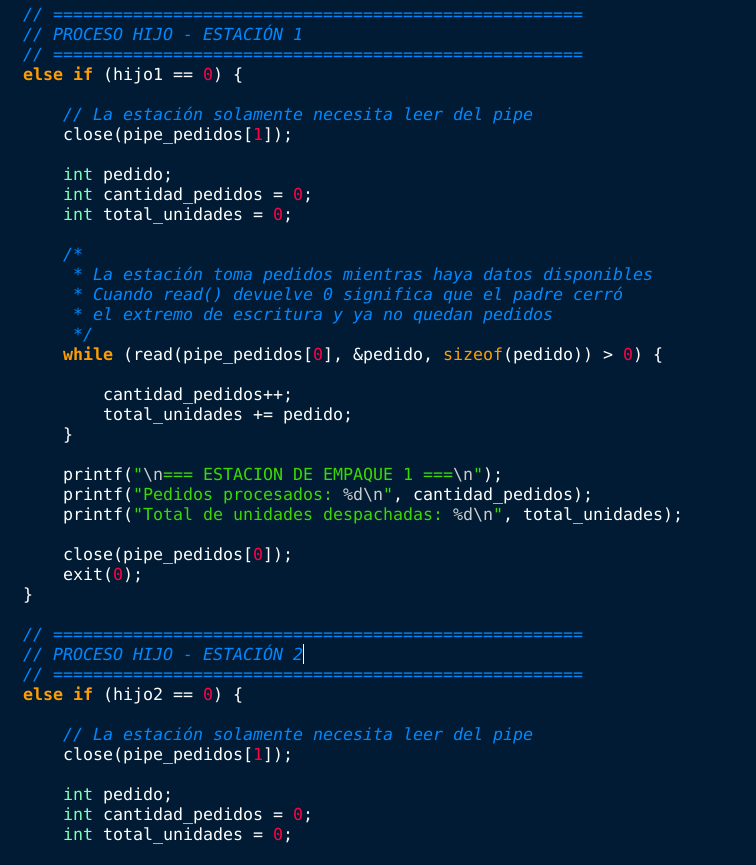 // =====================================================
// PROCESO HIJO - ESTACIÓN 1
// =====================================================
else if (hijo1 == 0) {
// La estación solamente necesita leer del pipe
close(pipe_pedidos[1]);
int pedido;
int cantidad_pedidos = 0;
int total_unidades = 0;
/*
* La estación toma pedidos mientras haya datos disponibles
* Cuando read() devuelve 0 significa que el padre cerró
* el extremo de escritura y ya no quedan pedidos
*/
while (read(pipe_pedidos[0], &pedido, sizeof(pedido)) > 0) {
cantidad_pedidos++;
total_unidades += pedido;
}
printf("\n=== ESTACION DE EMPAQUE 1 ===\n");
printf("Pedidos procesados: %d\n", cantidad_pedidos);
printf("Total de unidades despachadas: %d\n", total_unidades);
close(pipe_pedidos[0]);
exit(0);
}
// =====================================================
// PROCESO HIJO - ESTACIÓN 2
// =====================================================
else if (hijo2 == 0) {
// La estación solamente necesita leer del pipe
close(pipe_pedidos[1]);
int pedido;
int cantidad_pedidos = 0;
int total_unidades = 0;